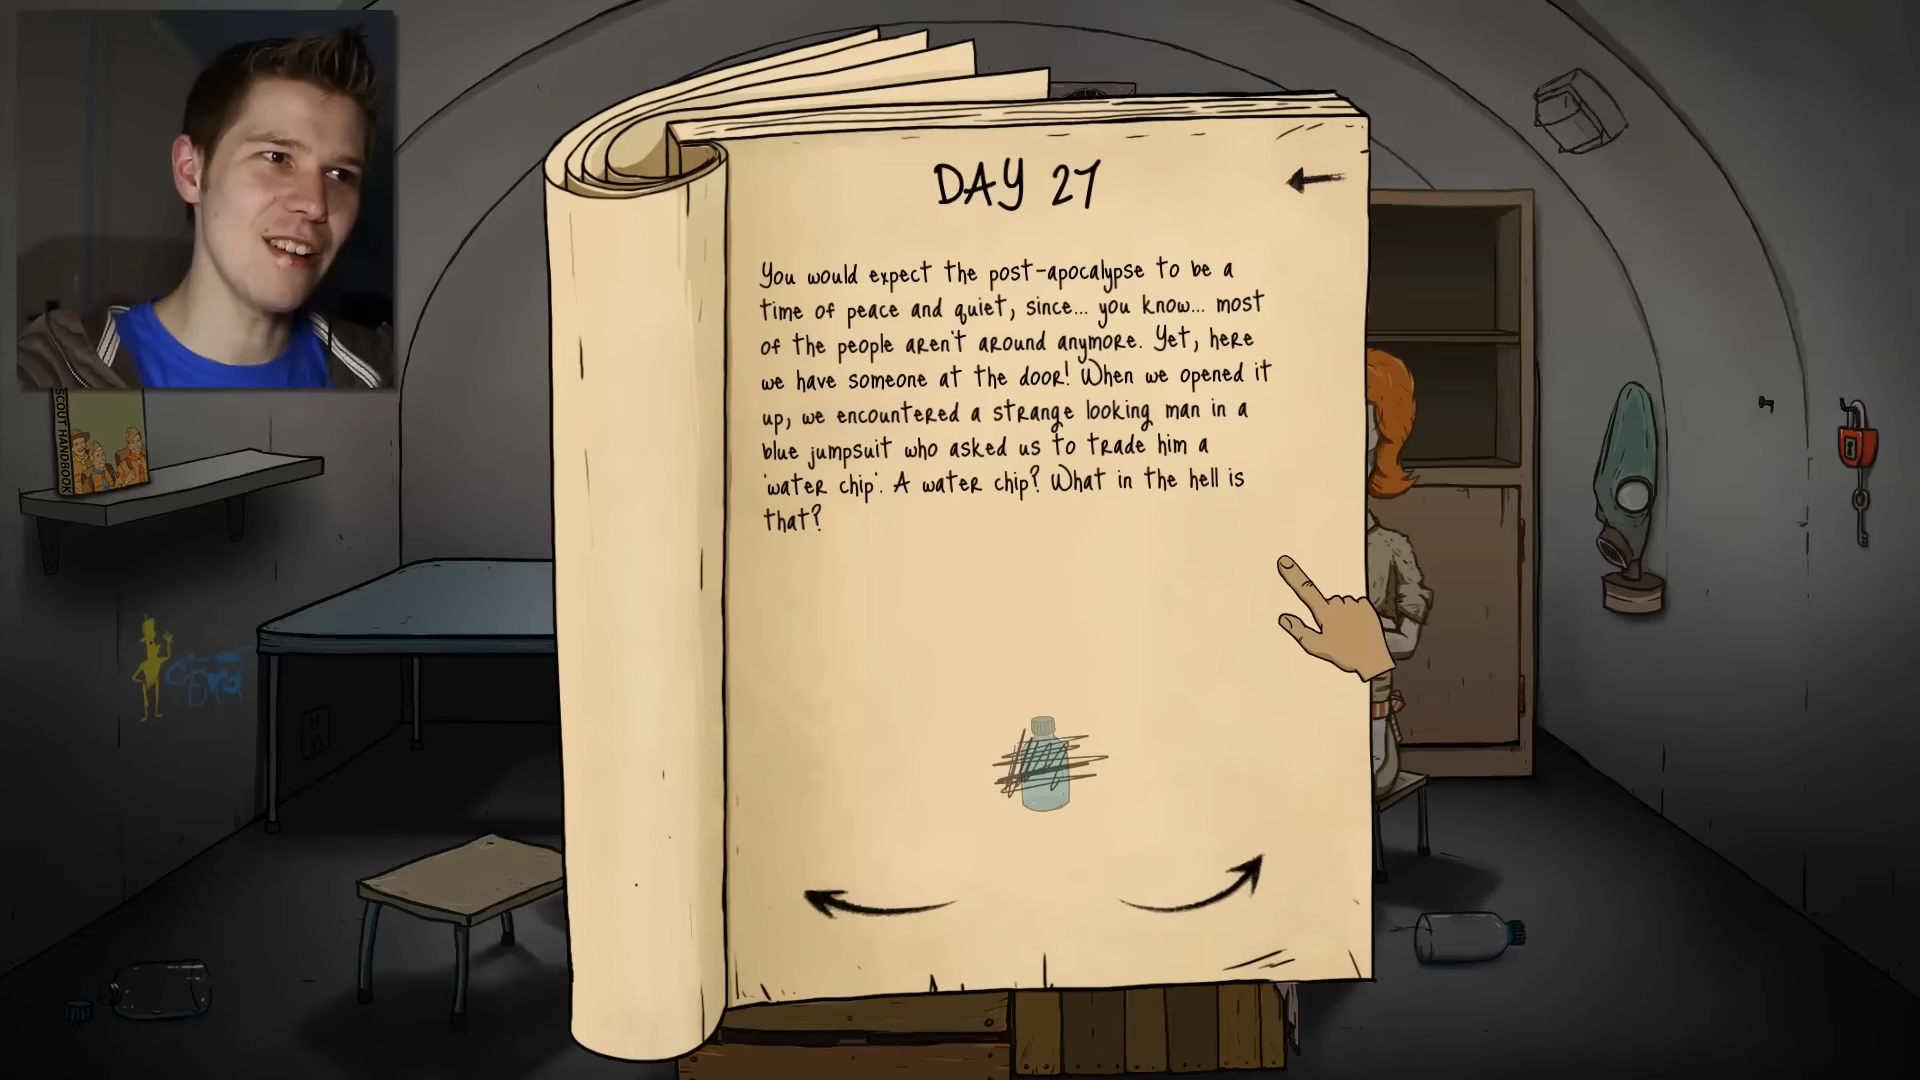 DAY 27
You would expect the post-apocalypse to be a
time of peace and quiet, since... you know... most
of the people aren't around anymore. Yet, here
we have someone at the door! When we opened it
up, we encountered a strange looking man in a
blue jumpsuit who asked us to trade him a
'water chip'. A water chip? What in the hell is
that?
SCOUT HANDBOOK